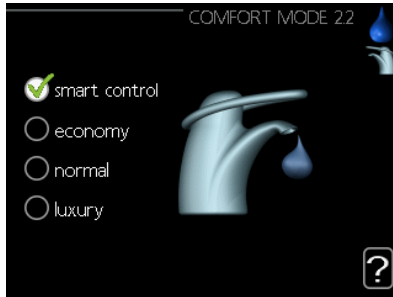 COMFORT MODE 2.2
smart control
economy
normal
luxury
?